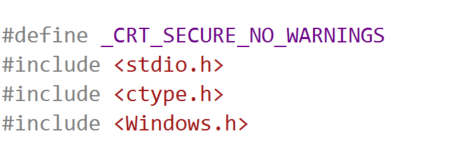 #define _CRT_SECURE_NO_WARNINGS
#include <stdio.h>
#include <ctype.h>
#include <Windows.h>